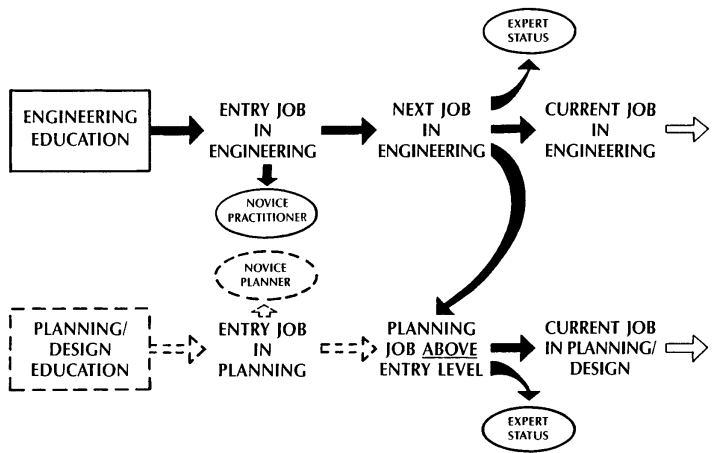 EXPERT
STATUS
ENGINEERING
EDUCATION
ENTRY JOB
IN
ENGINEERING
NEXT JOB
IN
ENGINEERING
CURRENT JOB
IN
ENGINEERING
NOVICE
PRACTITIONER
NOVICE
PLANNER
PLANNING/
DESIGN
EDUCATION
ENTRY JOB
IN
PLANNING
PLANNING
JOB ABOVE
ENTRY LEVEL
CURRENT JOB
IN PLANNING/
DESIGN
EXPERT
STATUS